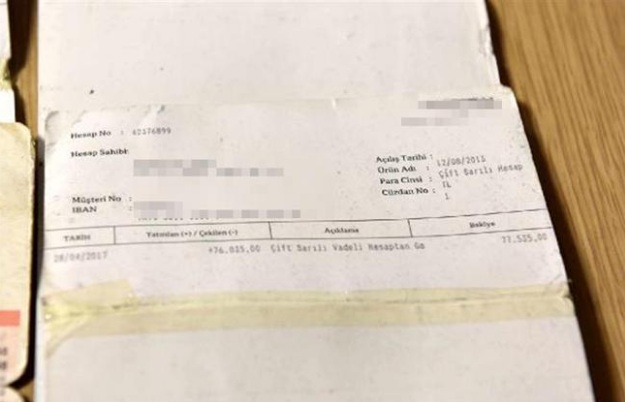 Hesap No : 42376899
Hesap Sahibi:
Açılış Tarihi : 12/08/2015
Ürün Adı : Çift Sarılı Hesap
Para Cinsi : TL
Cüzdan No : 1
Müşteri No :
IBAN :
TARİH Yatırılan (+) / Çekilen (-) Açıklama Bakiye
28/04/2017 +76.025,00 Çift Sarılı Vadeli Hesaptan Ge 77.525,00